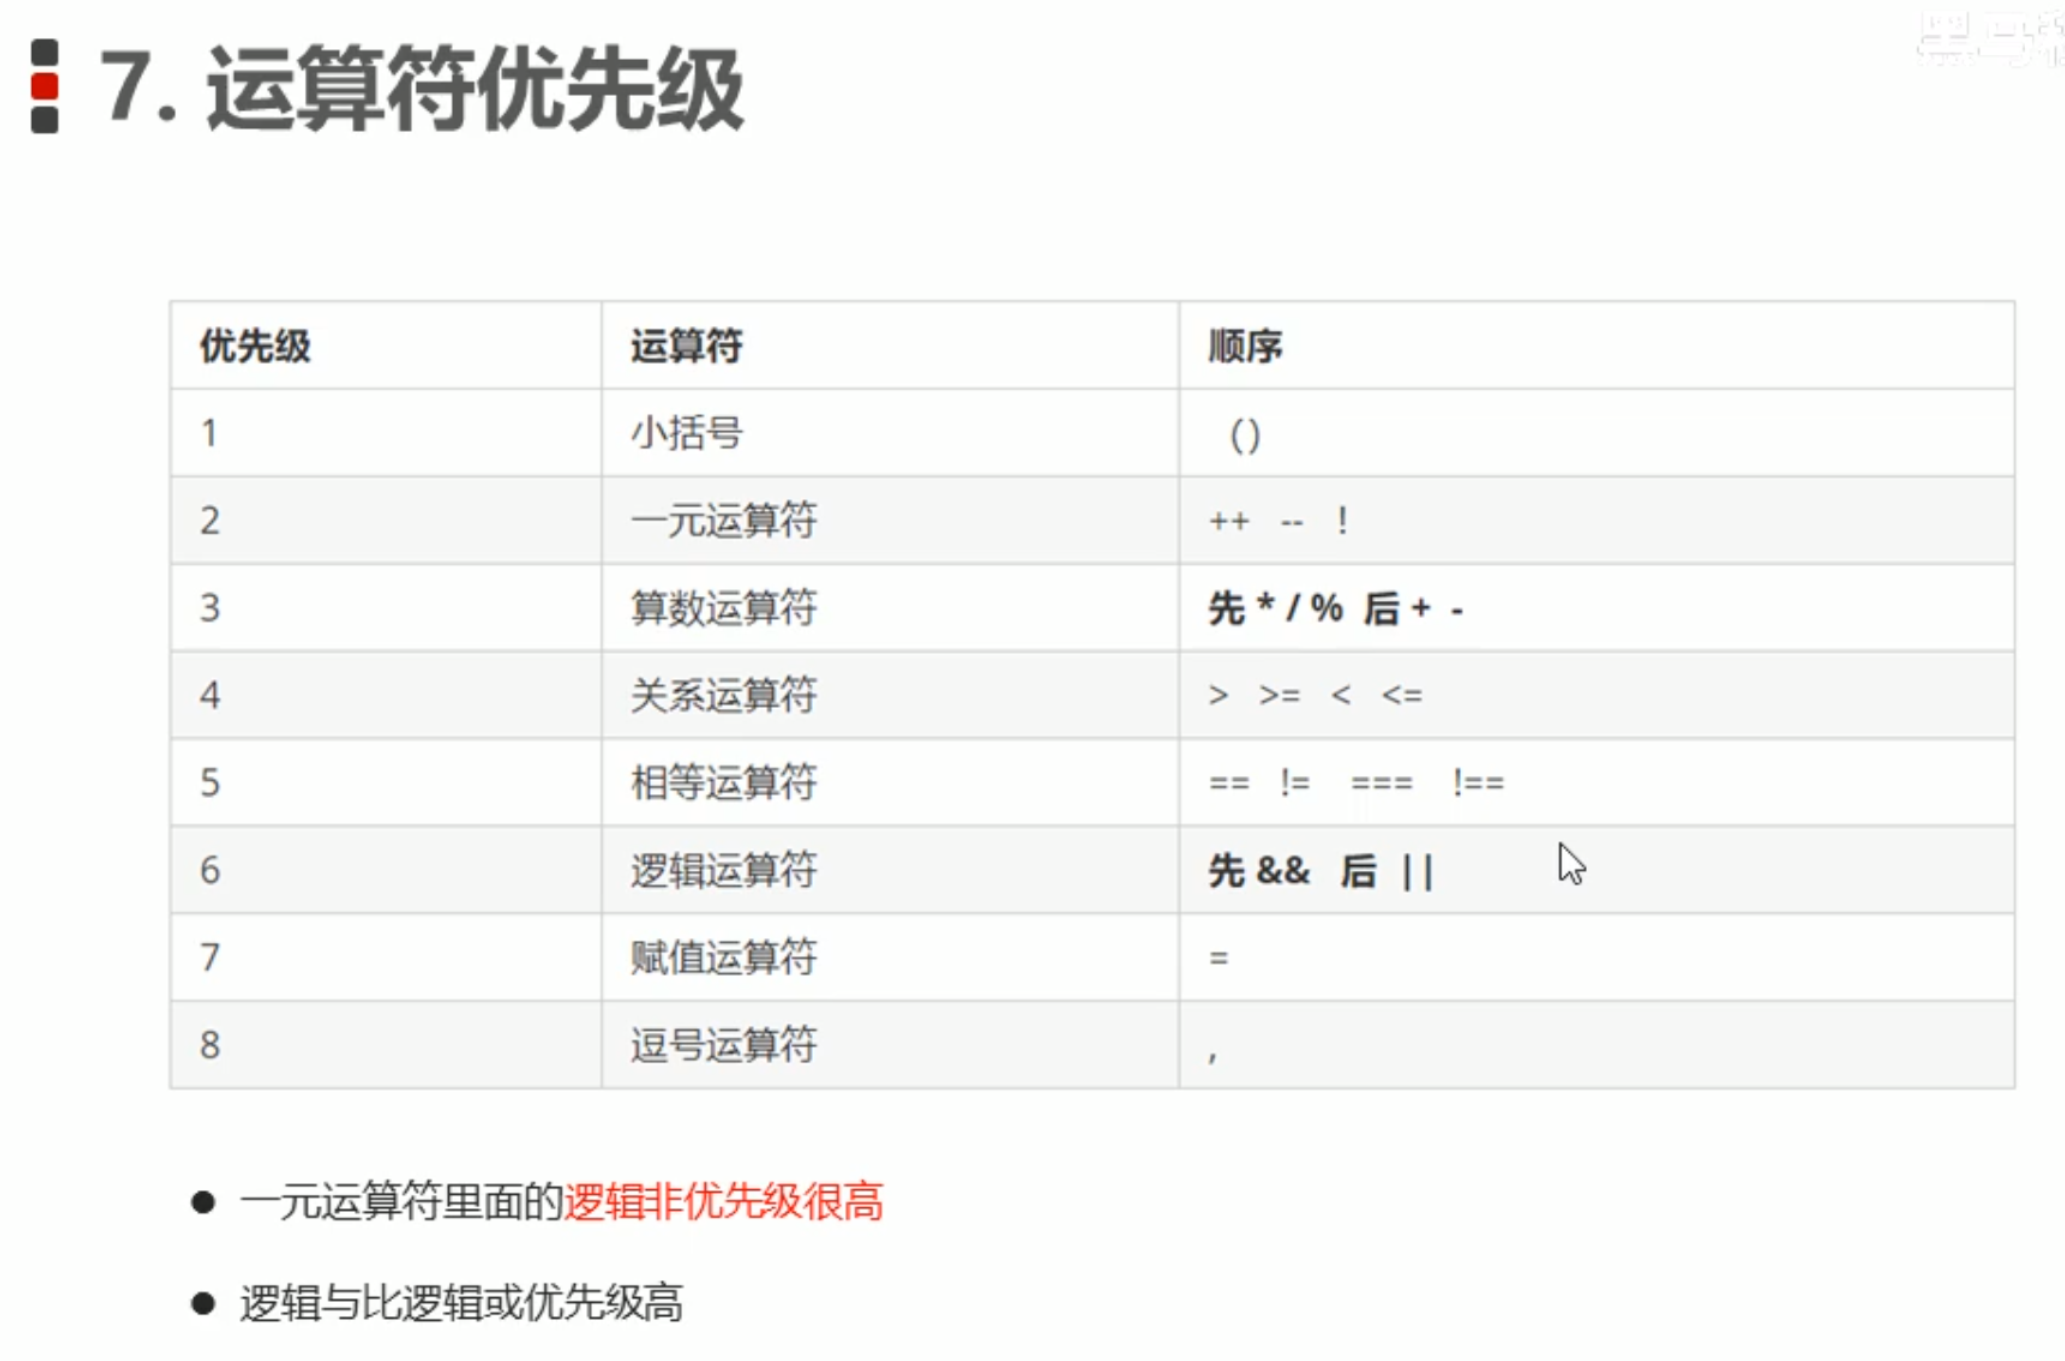 7. 运算符优先级
优先级 运算符 顺序
1 小括号 ()
2 一元运算符 ++ -- !
3 算数运算符 先 * / % 后 + -
4 关系运算符 > >= < <=
5 相等运算符 == != === !==
6 逻辑运算符 先 && 后 ||
7 赋值运算符 =
8 逗号运算符 ,
● 一元运算符里面的逻辑非优先级很高
● 逻辑与比逻辑或优先级高